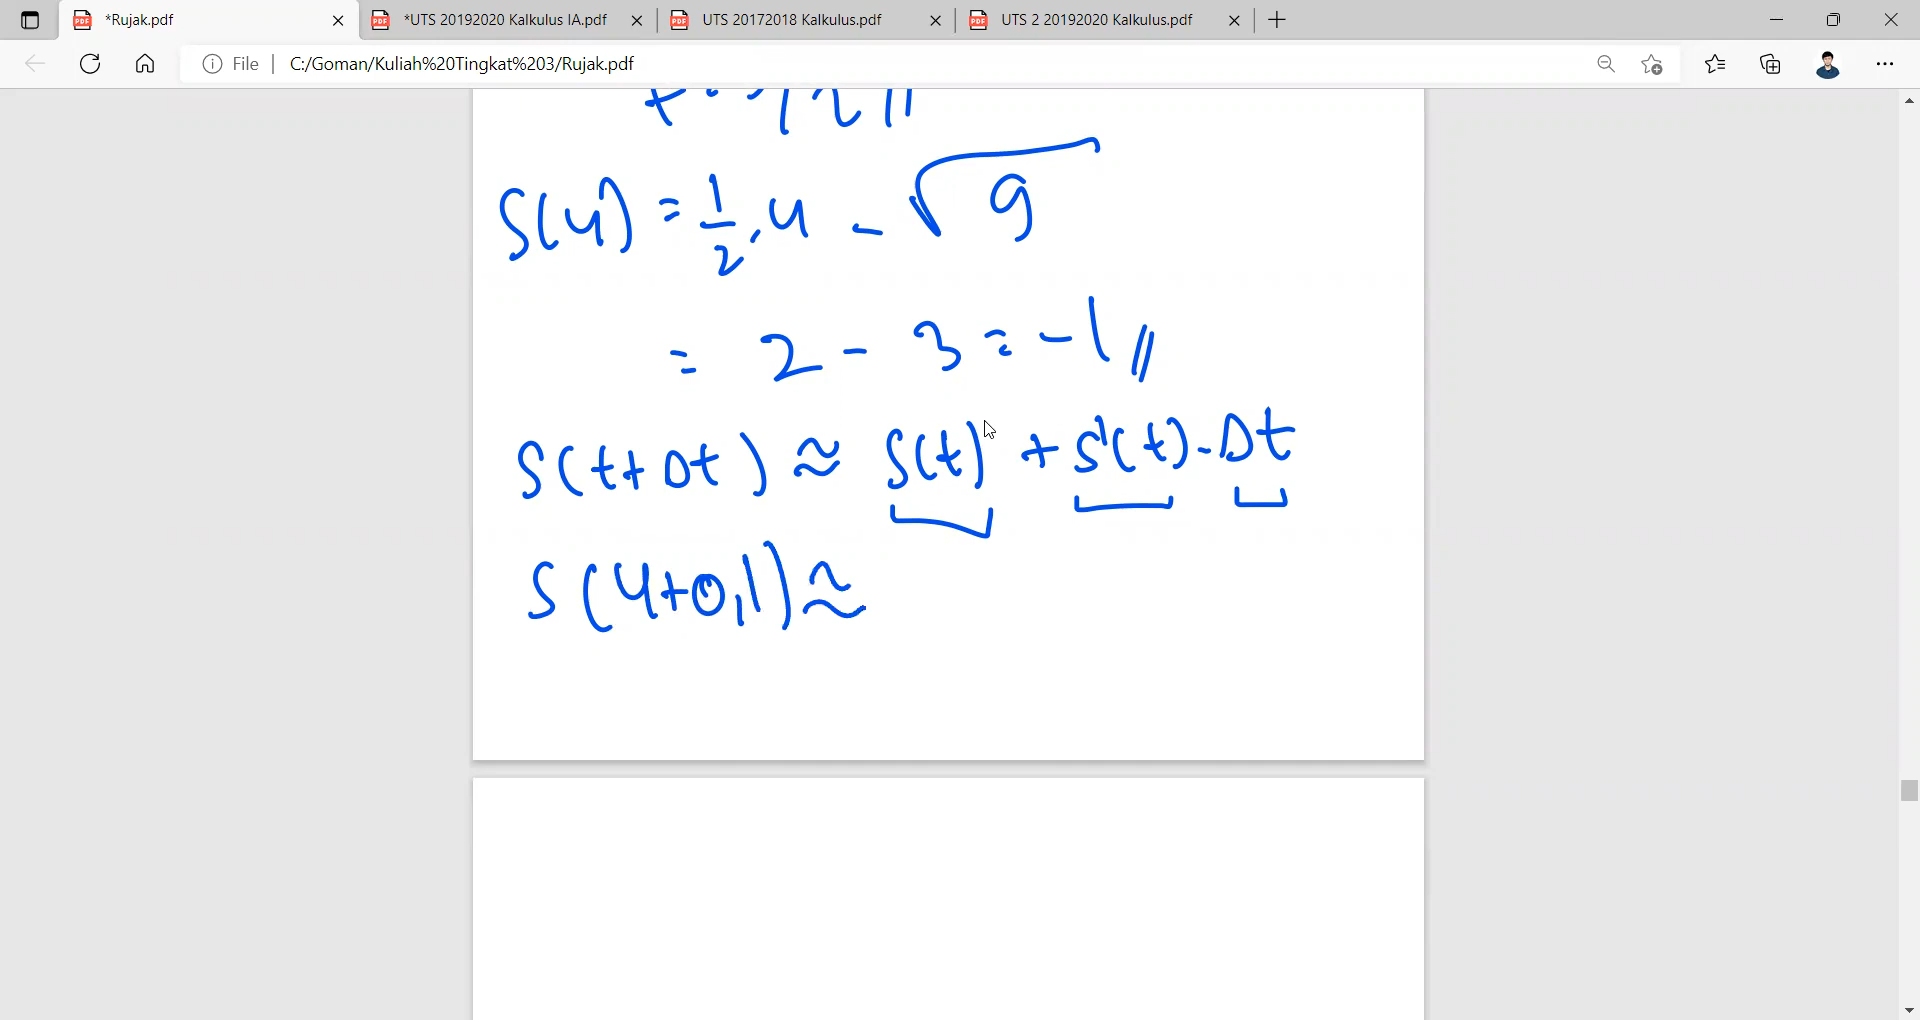 *Rujak.pdf
*UTS 20192020 Kalkulus IA.pdf
UTS 20172018 Kalkulus.pdf
UTS 2 20192020 Kalkulus.pdf
File
C:/Goman/Kuliah%20Tingkat%203/Rujak.pdf
S(4) = 1/2 . 4 - √9
= 2 - 3 = -1 //
S(t+Δt) ≈ S(t) + S'(t) - Δt
S(4+0,1) ≈